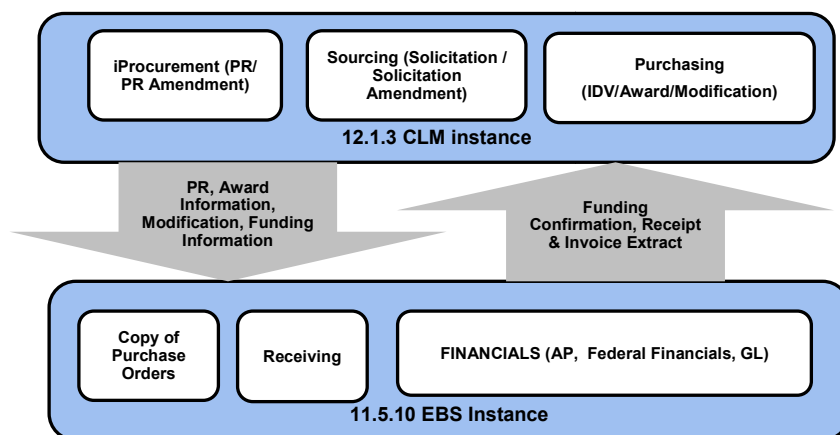 iProcurement (PR/
PR Amendment)
Sourcing (Solicitation /
Solicitation
Amendment)
Purchasing
(IDV/Award/Modification)
12.1.3 CLM instance
PR, Award
Information,
Modification, Funding
Information
Funding
Confirmation, Receipt
& Invoice Extract
Copy of
Purchase
Orders
Receiving
FINANCIALS (AP, Federal Financials, GL)
11.5.10 EBS Instance